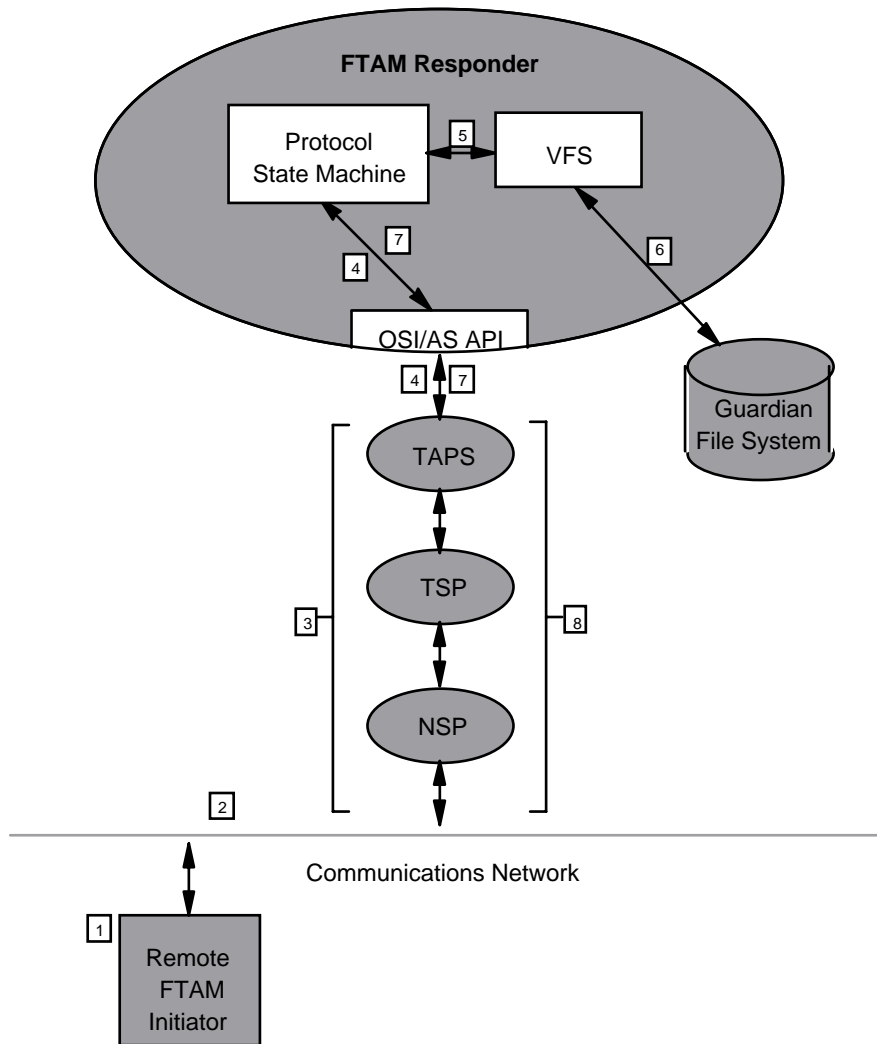 FTAM Responder
Protocol
State Machine
5
VFS
7
4
6
OSI/AS API
4
7
Guardian
File System
TAPS
TSP
3
8
NSP
2
Communications Network
1
Remote
FTAM
Initiator